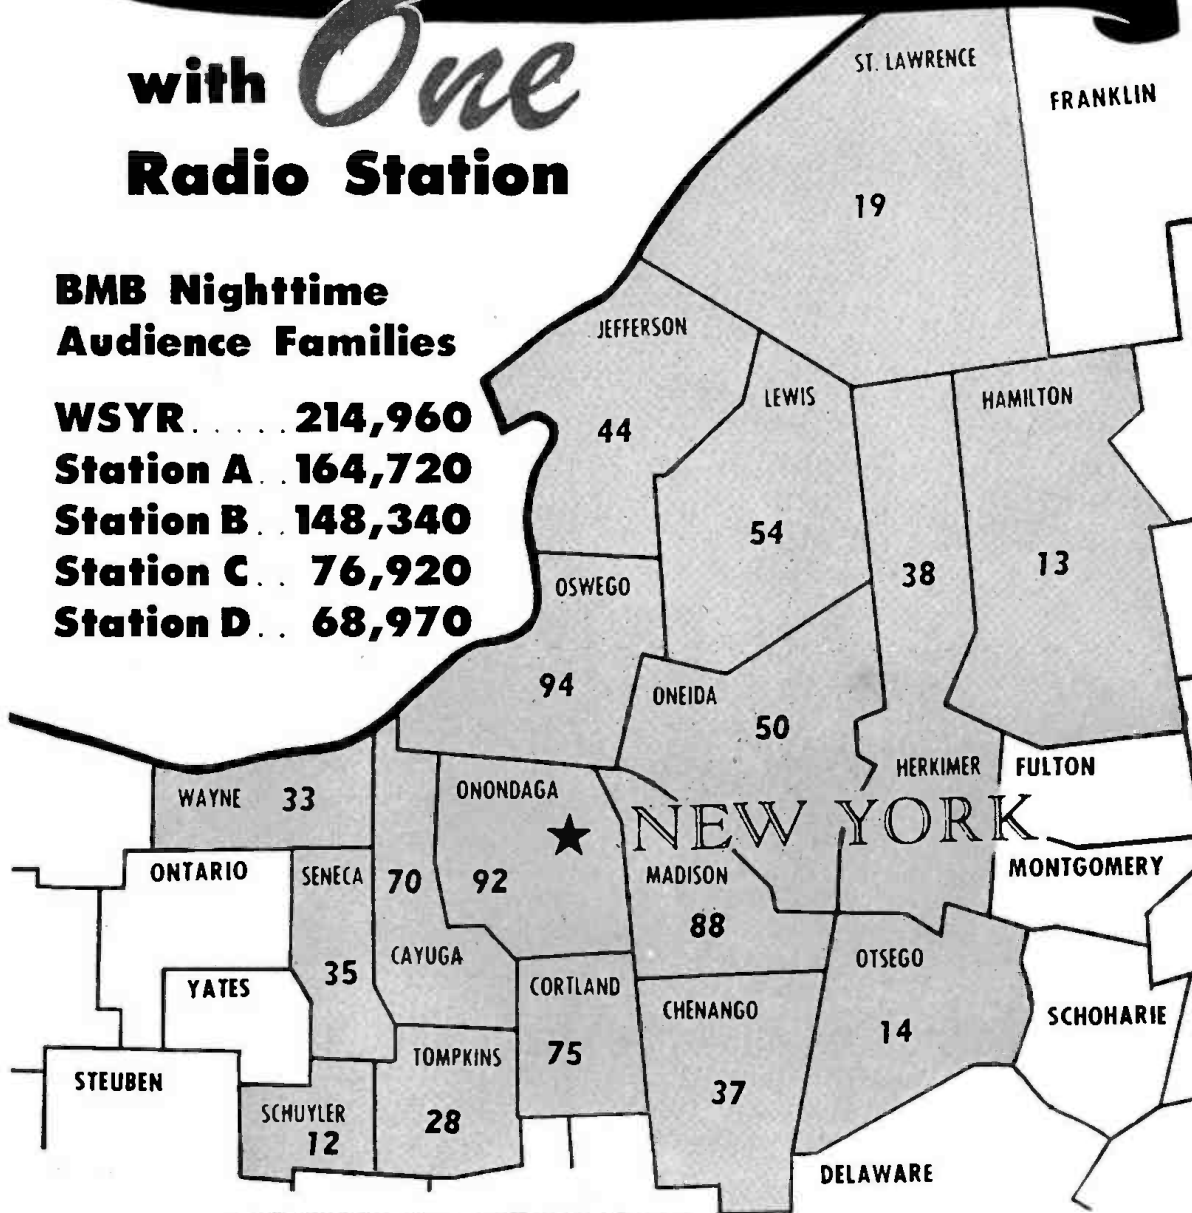 with One
Radio Station
BMB Nighttime
Audience Families
WSYR..... 214,960
Station A.. 164,720
Station B.. 148,340
Station C.. 76,920
Station D.. 68,970
ST. LAWRENCE
19
FRANKLIN
JEFFERSON
44
LEWIS
54
38
HAMILTON
13
OSWEGO
94
ONEIDA
50
HERKIMER
FULTON
WAYNE 33
ONONDAGA
92
NEW YORK
ONTARIO
SENECA
35
70
CAYUGA
MADISON
88
MONTGOMERY
YATES
CORTLAND
75
CHENANGO
37
OTSEGO
14
SCHOHARIE
STEUBEN
TOMPKINS
28
SCHUYLER
12
DELAWARE